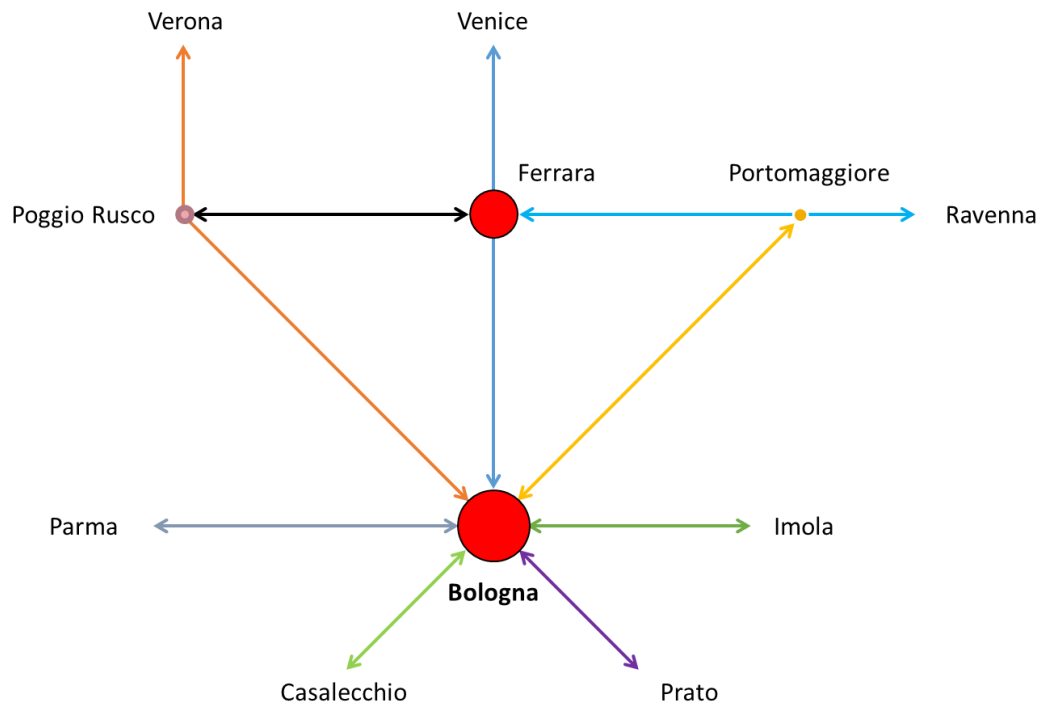 Verona
Venice
Ferrara
Portomaggiore
Poggio Rusco
Ravenna
Parma
Imola
Bologna
Casalecchio
Prato